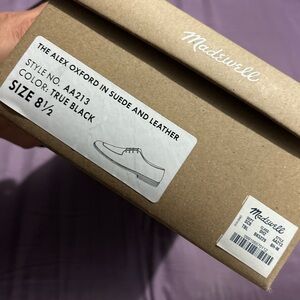 Madewell
THE ALEX OXFORD IN SUEDE AND LEATHER
STYLE NO. AA213
COLOR: TRUE BLACK
SIZE 8½
Madewell